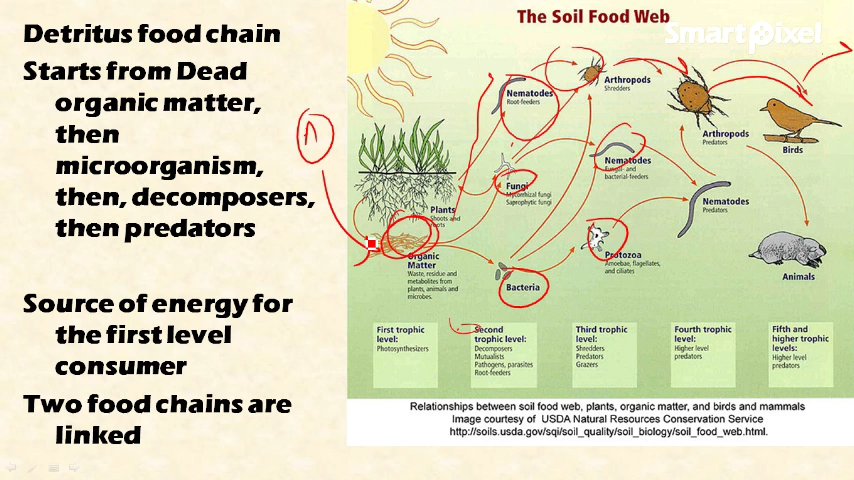 Detritus food chain
Starts from Dead
organic matter,
then
microorganism,
then, decomposers,
then predators
Source of energy for
the first level
consumer
Two food chains are
linked
The Soil Food Web
SmartPixel
Nematodes
Root-feeders
Arthropods
Shredders
Arthropods
Predators
Birds
Nematodes
Fungal- and
bacterial-feeders
Fungi
Mycorrhizal fungi
Saprophytic fungi
Plants
Shoots and
roots
Nematodes
Predators
Organic
Matter
Waste, residue and
metabolites from
plants, animals and
microbes.
Protozoa
Amoebae, flagellates,
and ciliates
Bacteria
Animals
First trophic
level:
Photosynthesizers
Second
trophic level:
Decomposers
Mutualists
Pathogens, parasites
Root-feeders
Third trophic
level:
Shredders
Predators
Grazers
Fourth trophic
level:
Higher level
predators
Fifth and
higher trophic
levels:
Higher level
predators
Relationships between soil food web, plants, organic matter, and birds and mammals
Image courtesy of USDA Natural Resources Conservation Service
http://soils.usda.gov/sqi/soil_quality/soil_biology/soil_food_web.html.